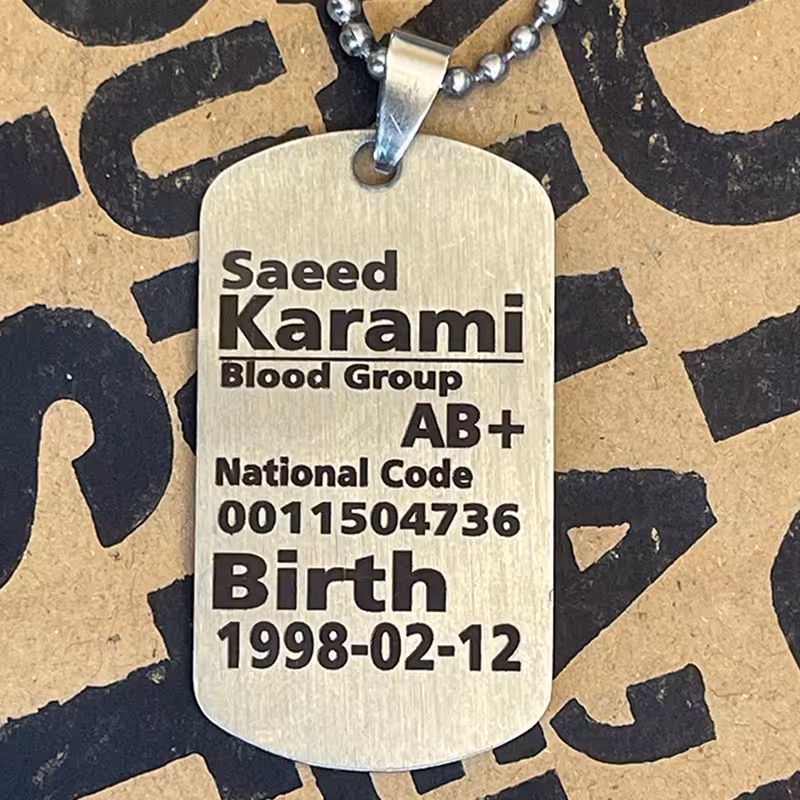 Saeed
Karami
Blood Group
AB+
National Code
0011504736
Birth
1998-02-12